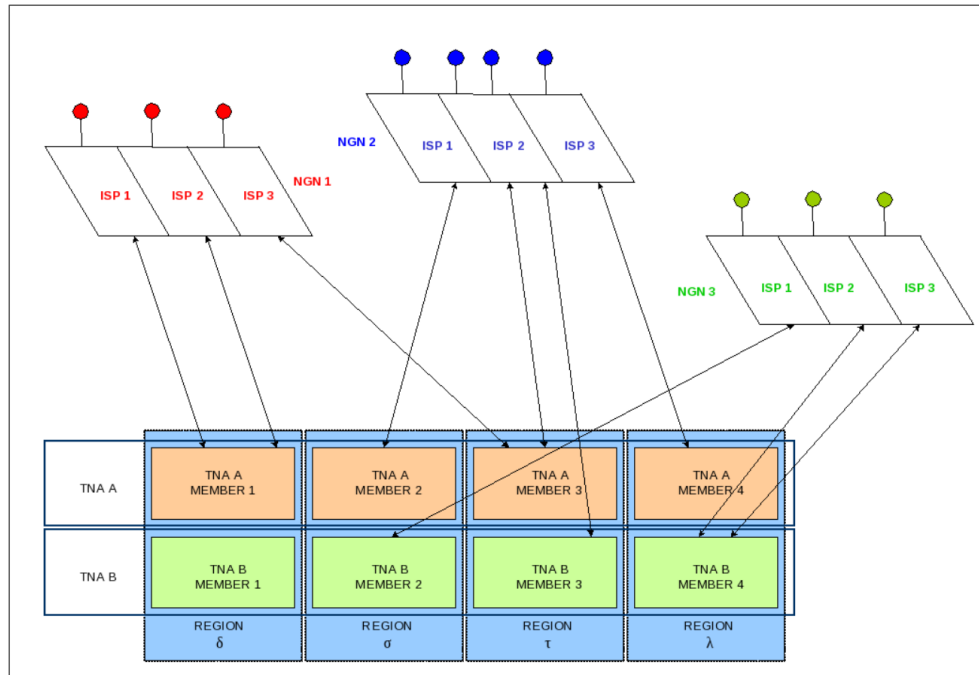 NGN 2
ISP 1
ISP 2
ISP 3
ISP 1
ISP 2
ISP 3
NGN 1
NGN 3
ISP 1
ISP 2
ISP 3
TNA A
TNA A
MEMBER 1
TNA A
MEMBER 2
TNA A
MEMBER 3
TNA A
MEMBER 4
TNA B
TNA B
MEMBER 1
TNA B
MEMBER 2
TNA B
MEMBER 3
TNA B
MEMBER 4
REGION
δ
REGION
σ
REGION
τ
REGION
λ